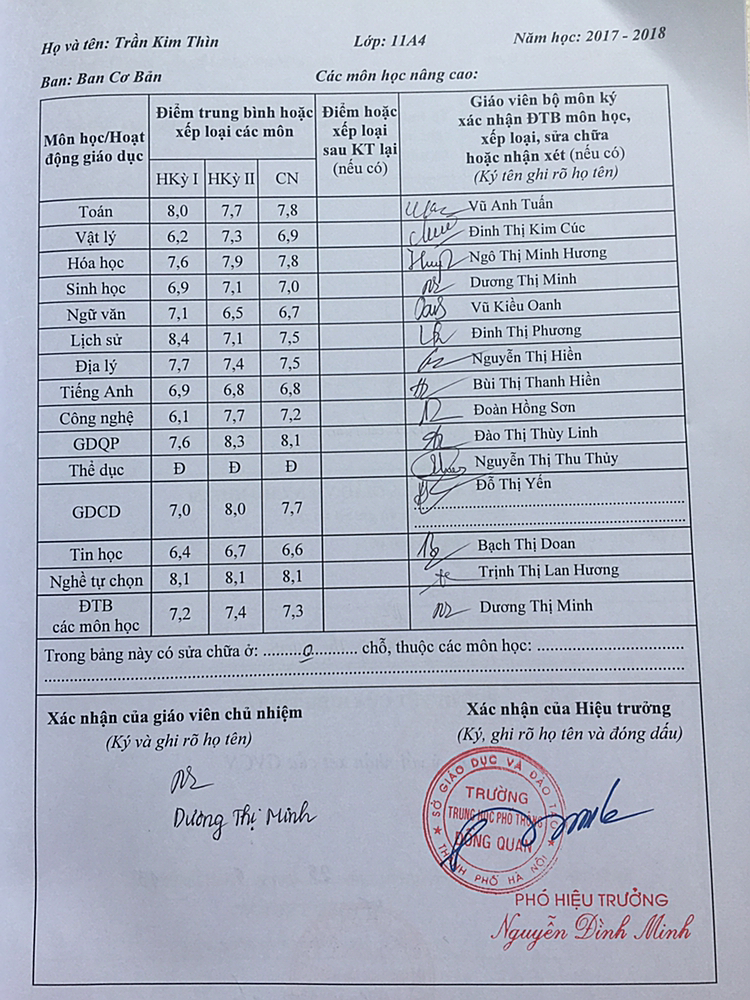 Họ và tên: Trần Kim Thìn Lớp: 11A4 Năm học: 2017 - 2018
Ban: Ban Cơ Bản Các môn học nâng cao:
Môn học/Hoạt động giáo dục
Điểm trung bình hoặc xếp loại các môn
Điểm hoặc xếp loại sau KT lại (nếu có)
Giáo viên bộ môn ký xác nhận ĐTB môn học, xếp loại, sửa chữa hoặc nhận xét (nếu có)
(Ký tên ghi rõ họ tên)
HKỳ I HKỳ II CN
Toán 8,0 7,7 7,8 Vũ Anh Tuấn
Vật lý 6,2 7,3 6,9 Đinh Thị Kim Cúc
Hóa học 7,6 7,9 7,8 Ngô Thị Minh Hương
Sinh học 6,9 7,1 7,0 Dương Thị Minh
Ngữ văn 7,1 6,5 6,7 Vũ Kiều Oanh
Lịch sử 8,4 7,1 7,5 Đinh Thị Phương
Địa lý 7,7 7,4 7,5 Nguyễn Thị Hiền
Tiếng Anh 6,9 6,8 6,8 Bùi Thị Thanh Hiền
Công nghệ 6,1 7,7 7,2 Đoàn Hồng Sơn
GDQP 7,6 8,3 8,1 Đào Thị Thùy Linh
Thể dục Đ Đ Đ Nguyễn Thị Thu Thủy
GDCD 7,0 8,0 7,7 Đỗ Thị Yến
Tin học 6,4 6,7 6,6 Bạch Thị Doan
Nghề tự chọn 8,1 8,1 8,1 Trịnh Thị Lan Hương
ĐTB các môn học 7,2 7,4 7,3 Dương Thị Minh
Trong bảng này có sửa chữa ở: ........0.......... chỗ, thuộc các môn học: ..............................
Xác nhận của giáo viên chủ nhiệm
(Ký và ghi rõ họ tên)
Dương Thị Minh
Xác nhận của Hiệu trưởng
(Ký, ghi rõ họ tên và đóng dấu)
SỞ GIÁO DỤC VÀ ĐÀO TẠO
TRƯỜNG
TRUNG HỌC PHỔ THÔNG
ĐỒNG QUAN
THÀNH PHỐ HÀ NỘI
PHÓ HIỆU TRƯỞNG
Nguyễn Đình Minh